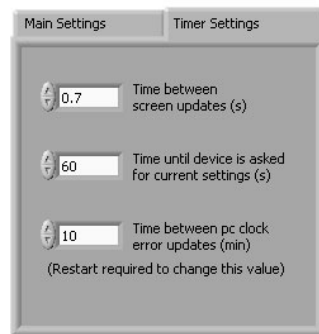 Main Settings Timer Settings
0.7 Time between
screen updates (s)
60 Time until device is asked
for current settings (s)
10 Time between pc clock
error updates (min)
(Restart required to change this value)